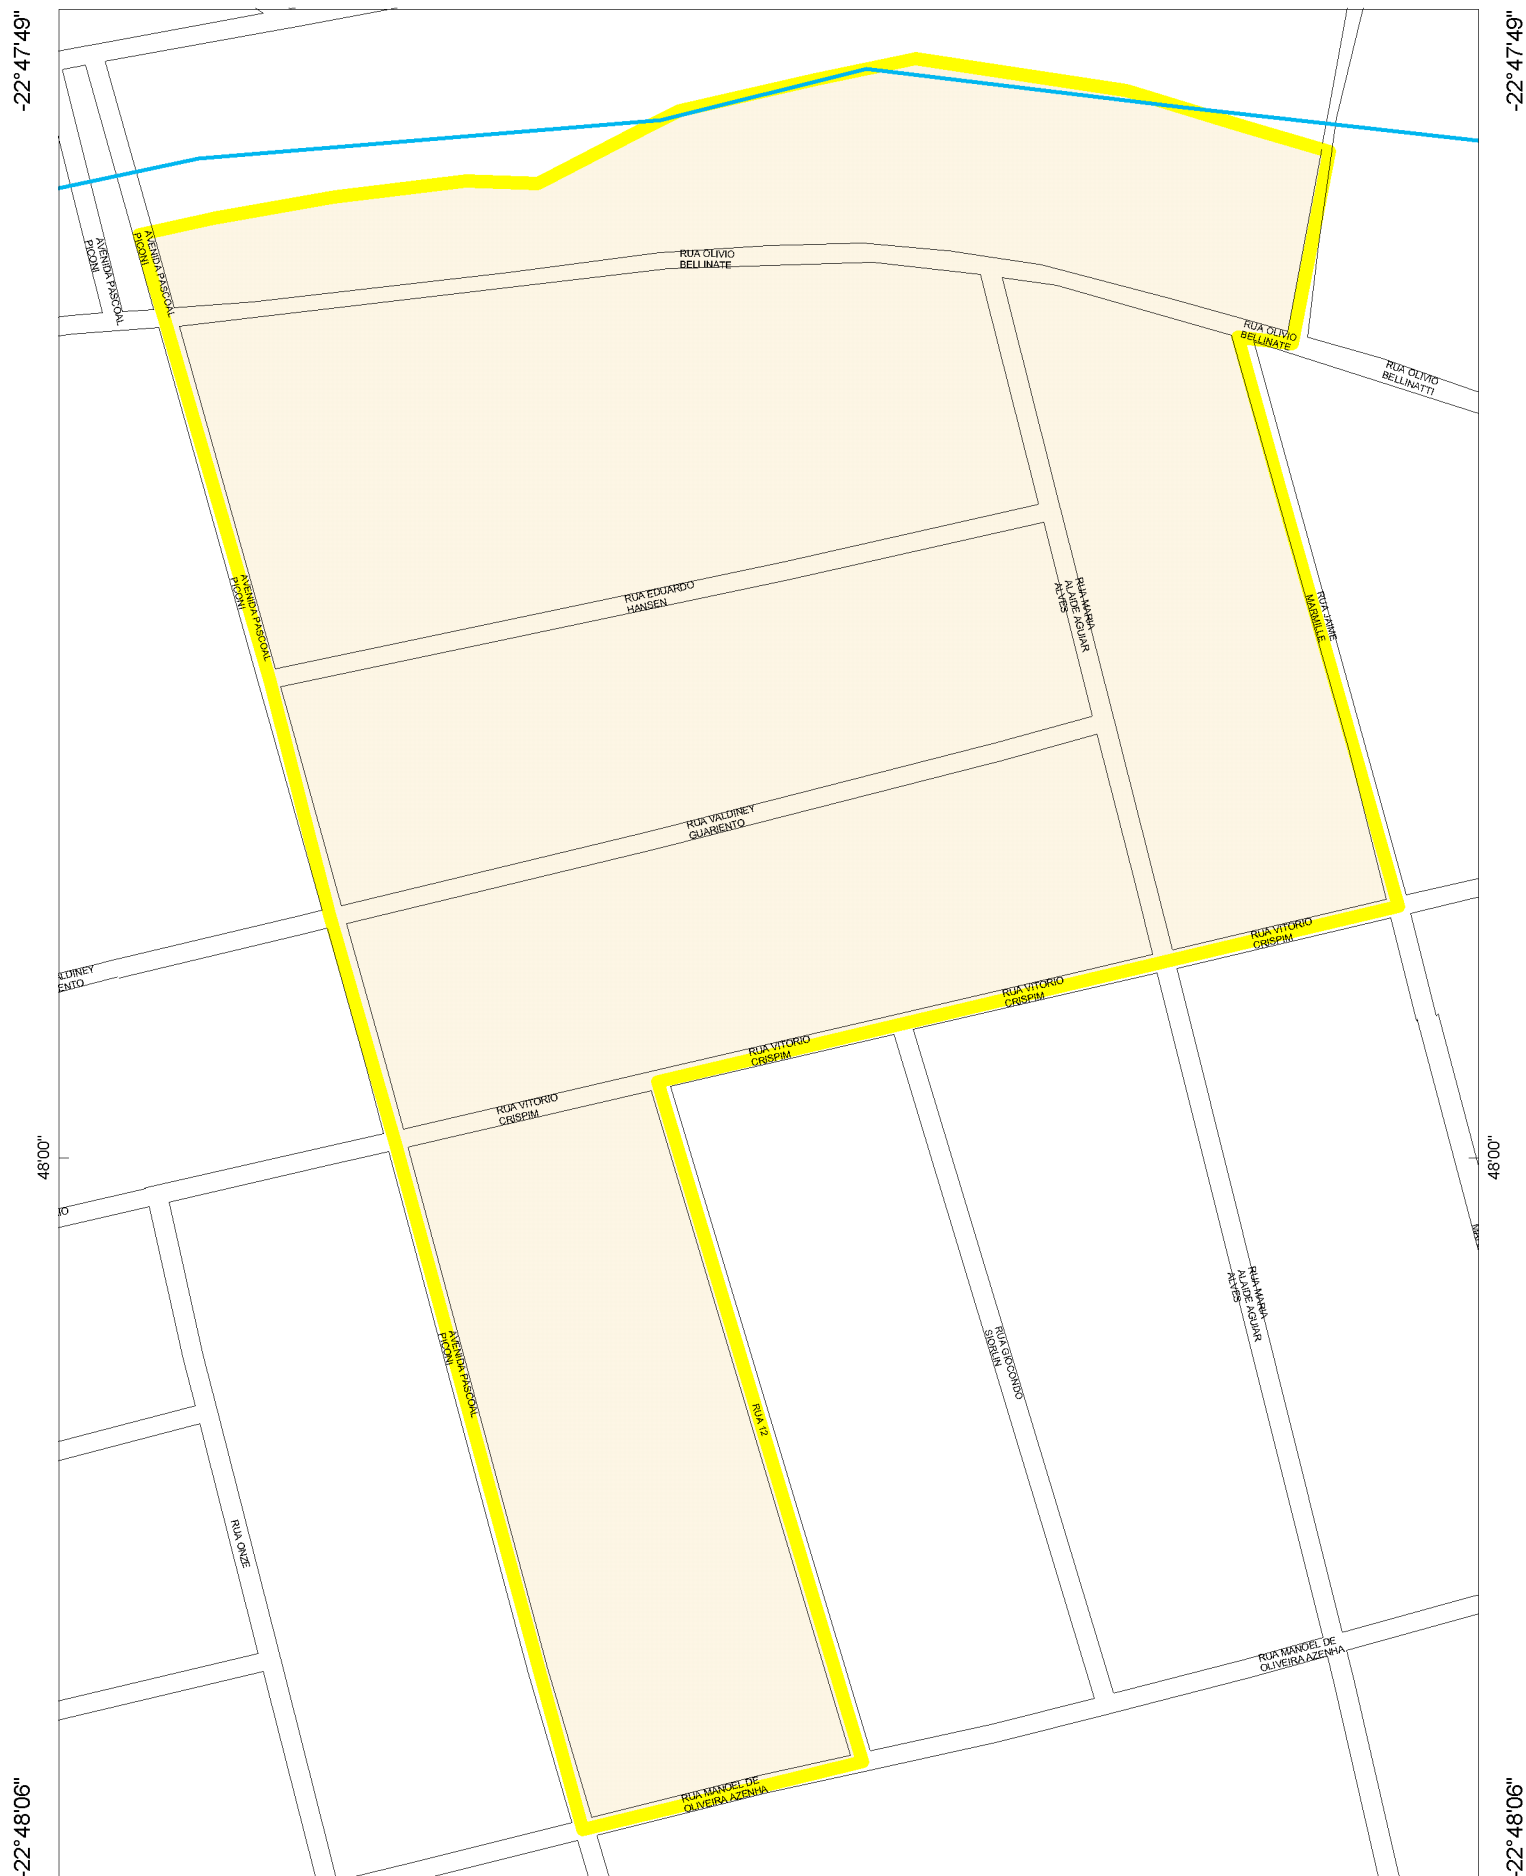 -22°47'49"
-22°47'49"
AVENIDA PASCOAL
PICONI
AVENIDA PASCOAL
PICONI
RUA OLIVIO
BELLINATE
RUA OLIVIO
BELLINATE
RUA OLIVIO
BELLINATTI
AVENIDA PASCOAL
PICONI
RUA EDUARDO
HANSEN
RUA MARIA
ALAIDE AGUIAR
ALVES
RUA JAIME
MARMILLE
RUA VALDINEY
GUARIENTO
RUA VITORIO
CRISPIM
LDINEY
ENTO
RUA VITORIO
CRISPIM
RUA VITORIO
CRISPIM
RUA VITORIO
CRISPIM
48'00"
48'00"
IO
RUA MARIA
ALAIDE AGUIAR
ALVES
AVENIDA PASCOAL
PICONI
RUA GIOCONDO
SIORLIN
RUA 12
RUA ONZE
RUA MANOEL DE
OLIVEIRA AZENHA
RUA MANOEL DE
OLIVEIRA AZENHA
-22°48'06"
-22°48'06"